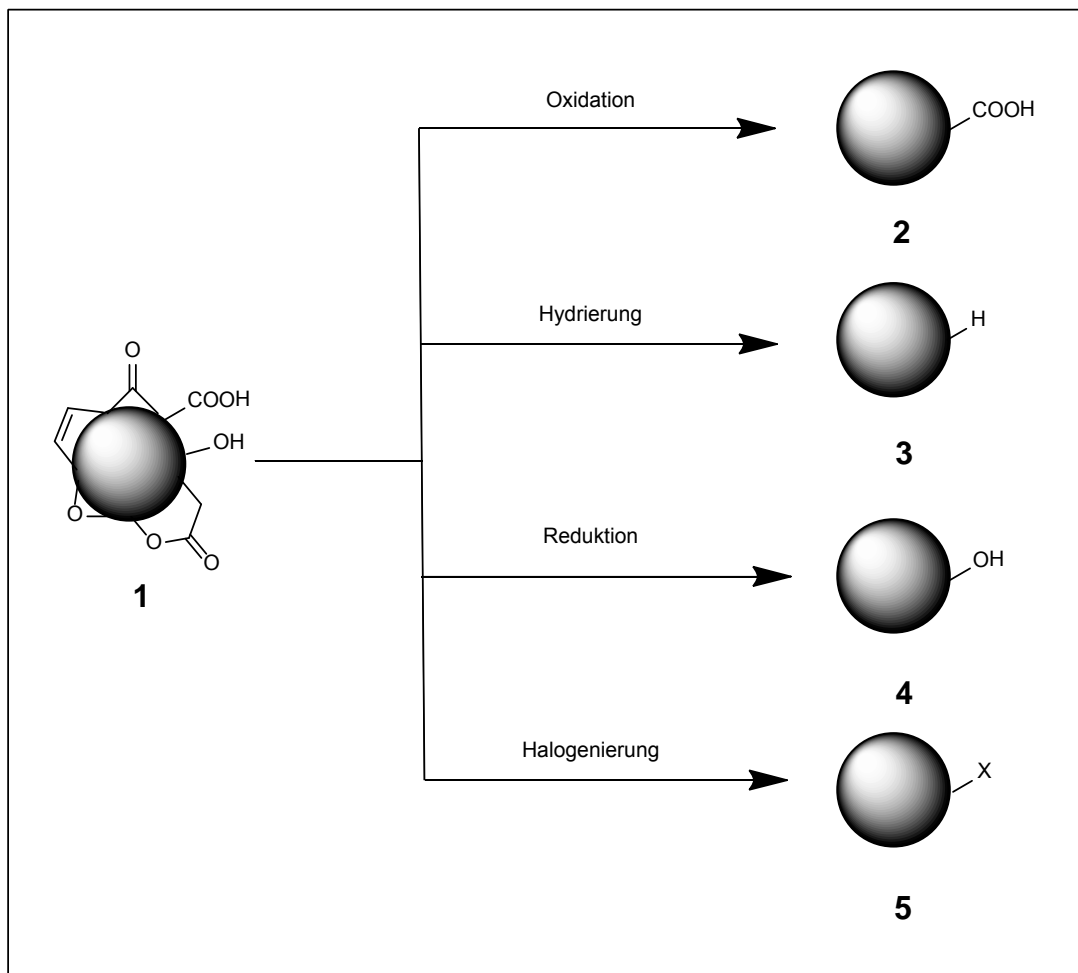 Oxidation
COOH
2
Hydrierung
H
3
O
COOH
OH
O
O
O
1
Reduktion
OH
4
Halogenierung
X
5